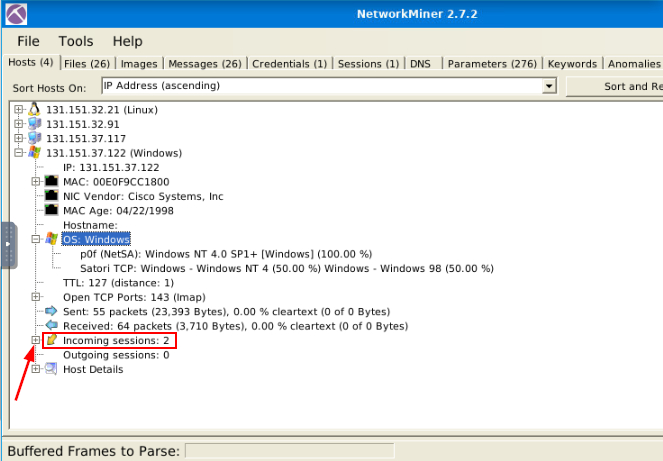 NetworkMiner 2.7.2
File Tools Help
Hosts (4) Files (26) Images Messages (26) Credentials (1) Sessions (1) DNS Parameters (276) Keywords Anomalies
Sort Hosts On: IP Address (ascending) Sort and Re
131.151.32.21 (Linux)
131.151.32.91
131.151.37.117
131.151.37.122 (Windows)
IP: 131.151.37.122
MAC: 00E0F9CC1800
NIC Vendor: Cisco Systems, Inc
MAC Age: 04/22/1998
Hostname:
OS: Windows
p0f (NetSA): Windows NT 4.0 SP1+ [Windows] (100.00 %)
Satori TCP: Windows - Windows NT 4 (50.00 %) Windows - Windows 98 (50.00 %)
TTL: 127 (distance: 1)
Open TCP Ports: 143 (Imap)
Sent: 55 packets (23,393 Bytes), 0.00 % cleartext (0 of 0 Bytes)
Received: 64 packets (3,710 Bytes), 0.00 % cleartext (0 of 0 Bytes)
Incoming sessions: 2
Outgoing sessions: 0
Host Details
Buffered Frames to Parse: